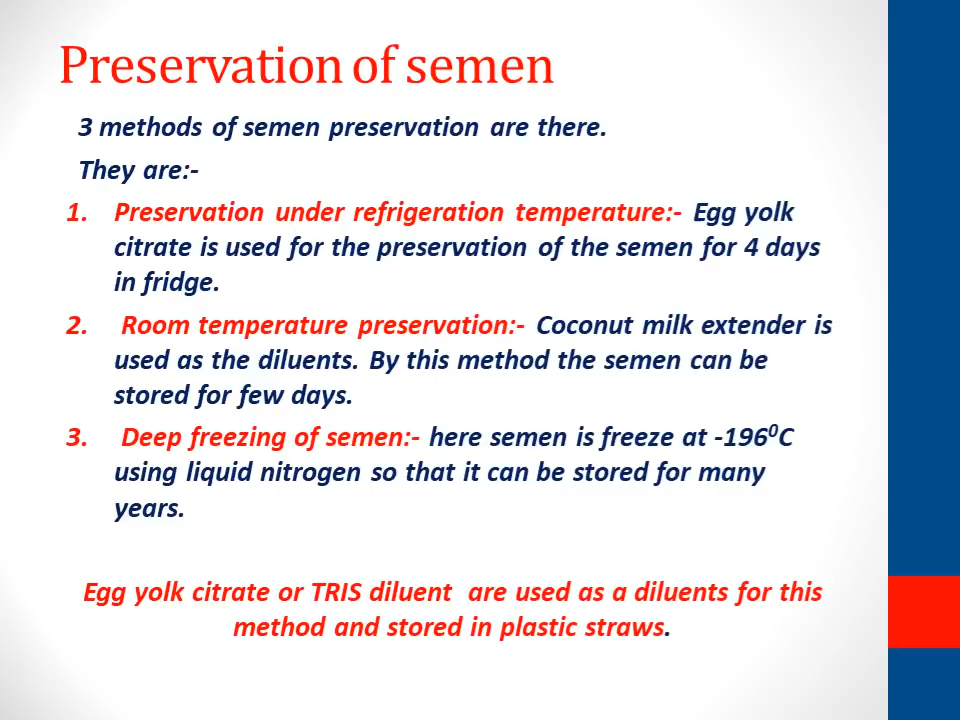 Preservation of semen
3 methods of semen preservation are there.
They are:-
1. Preservation under refrigeration temperature:- Egg yolk
citrate is used for the preservation of the semen for 4 days
in fridge.
2. Room temperature preservation:- Coconut milk extender is
used as the diluents. By this method the semen can be
stored for few days.
3. Deep freezing of semen:- here semen is freeze at -196⁰C
using liquid nitrogen so that it can be stored for many
years.
Egg yolk citrate or TRIS diluent are used as a diluents for this
method and stored in plastic straws.